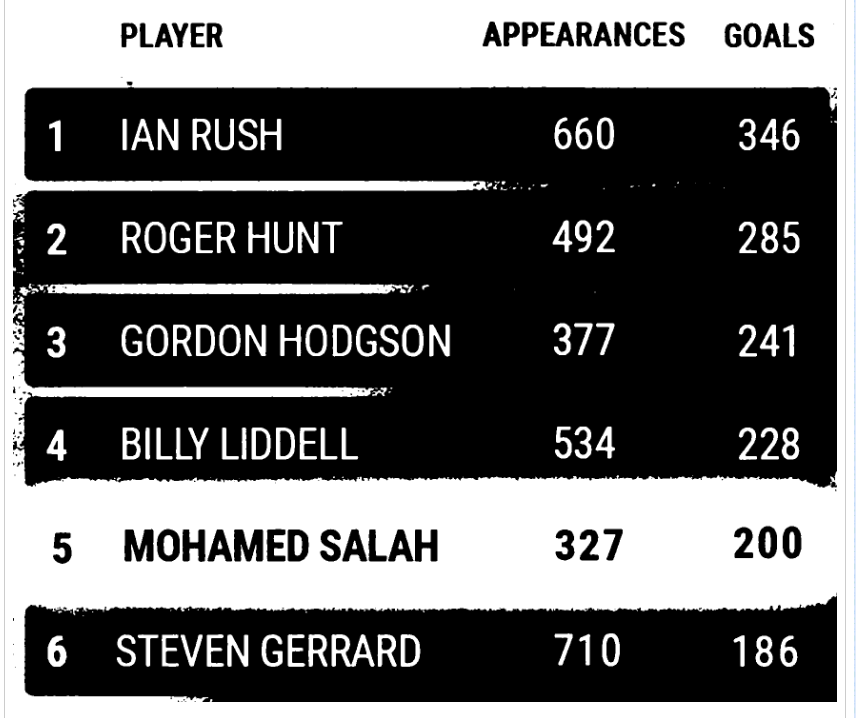 PLAYER APPEARANCES GOALS
1 IAN RUSH 660 346
2 ROGER HUNT 492 285
3 GORDON HODGSON 377 241
4 BILLY LIDDELL 534 228
5 MOHAMED SALAH 327 200
6 STEVEN GERRARD 710 186